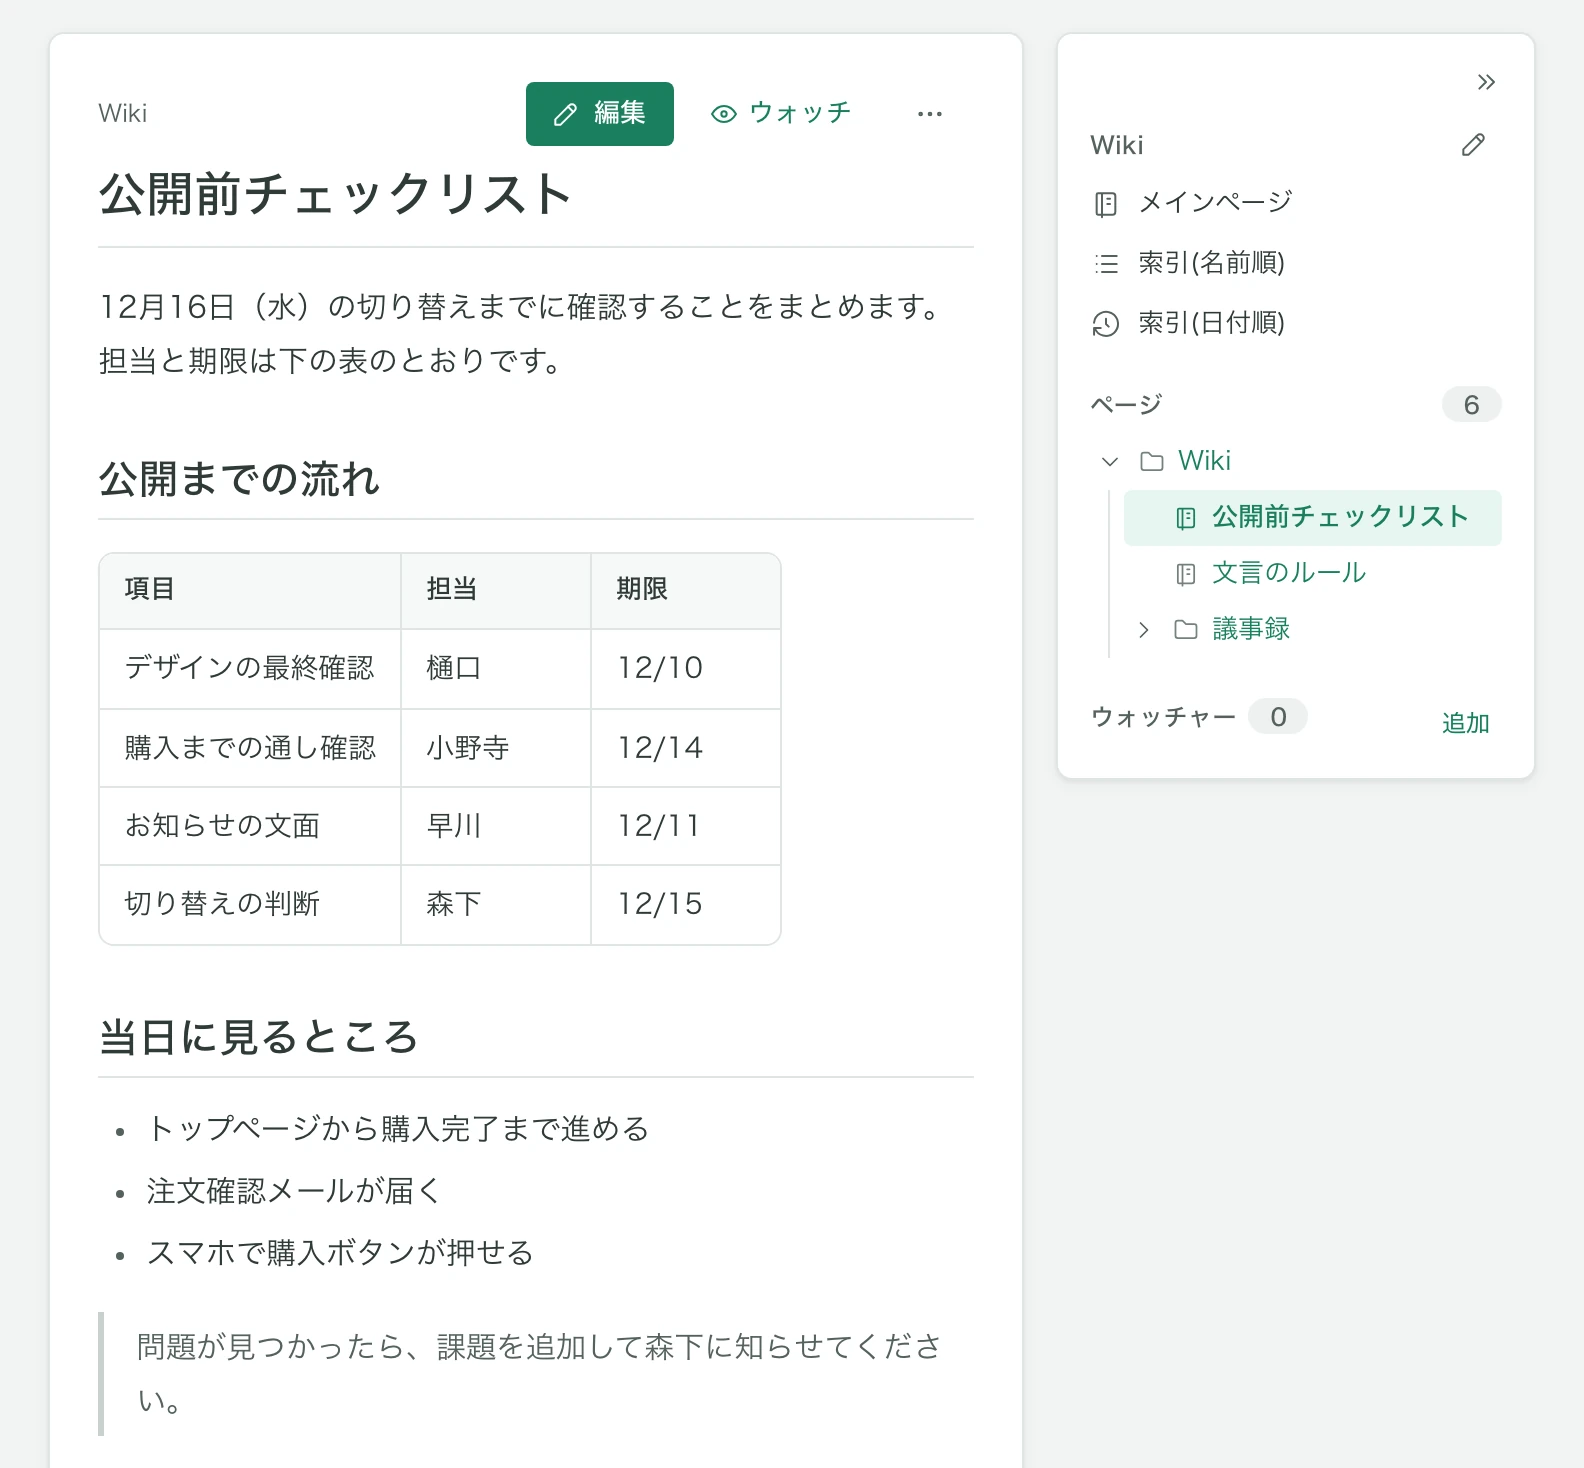 Wiki
編集
ウォッチ
公開前チェックリスト
12月16日（水）の切り替えまでに確認することをまとめます。
担当と期限は下の表のとおりです。
公開までの流れ
項目 担当 期限
デザインの最終確認 樋口 12/10
購入までの通し確認 小野寺 12/14
お知らせの文面 早川 12/11
切り替えの判断 森下 12/15
当日に見るところ
トップページから購入完了まで進める
注文確認メールが届く
スマホで購入ボタンが押せる
問題が見つかったら、課題を追加して森下に知らせてくださ
い。
Wiki
メインページ
索引(名前順)
索引(日付順)
ページ 6
Wiki
公開前チェックリスト
文言のルール
議事録
ウォッチャー 0 追加